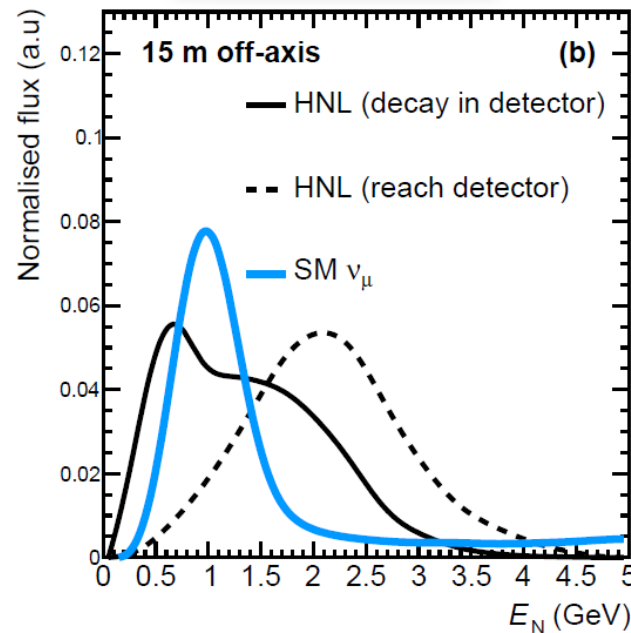 15 m off-axis (b)
HNL (decay in detector)
HNL (reach detector)
SM νμ
Normalised flux (a.u)
0.12
0.1
0.08
0.06
0.04
0.02
0
0 0.5 1 1.5 2 2.5 3 3.5 4 4.5 5
E_N (GeV)